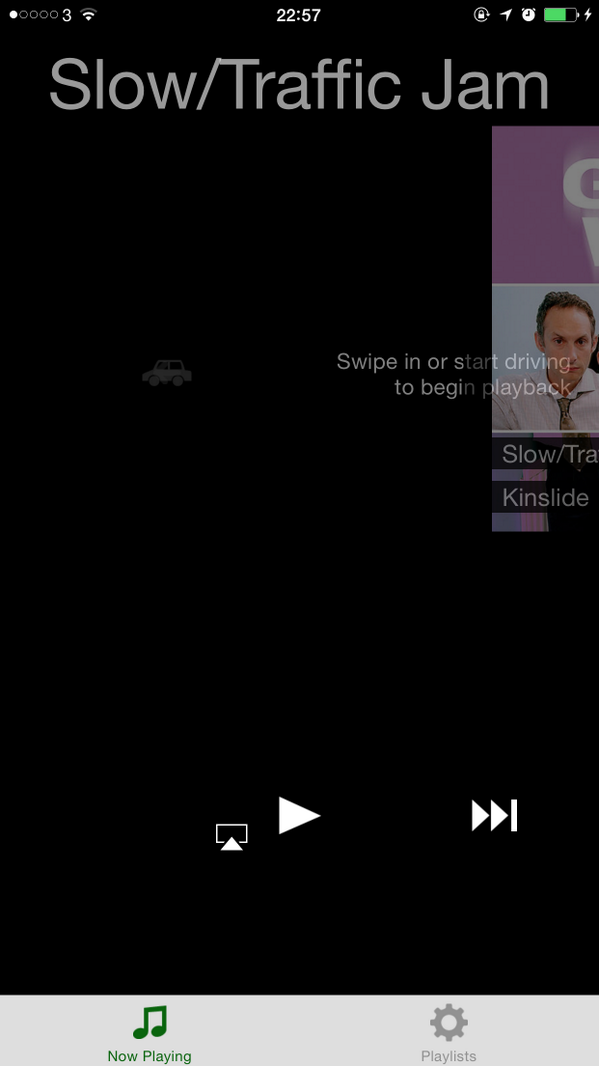 3 22:57
Slow/Traffic Jam
G
Swipe in or start driving
to begin playback
Slow/Tra
Kinslide
Now Playing Playlists